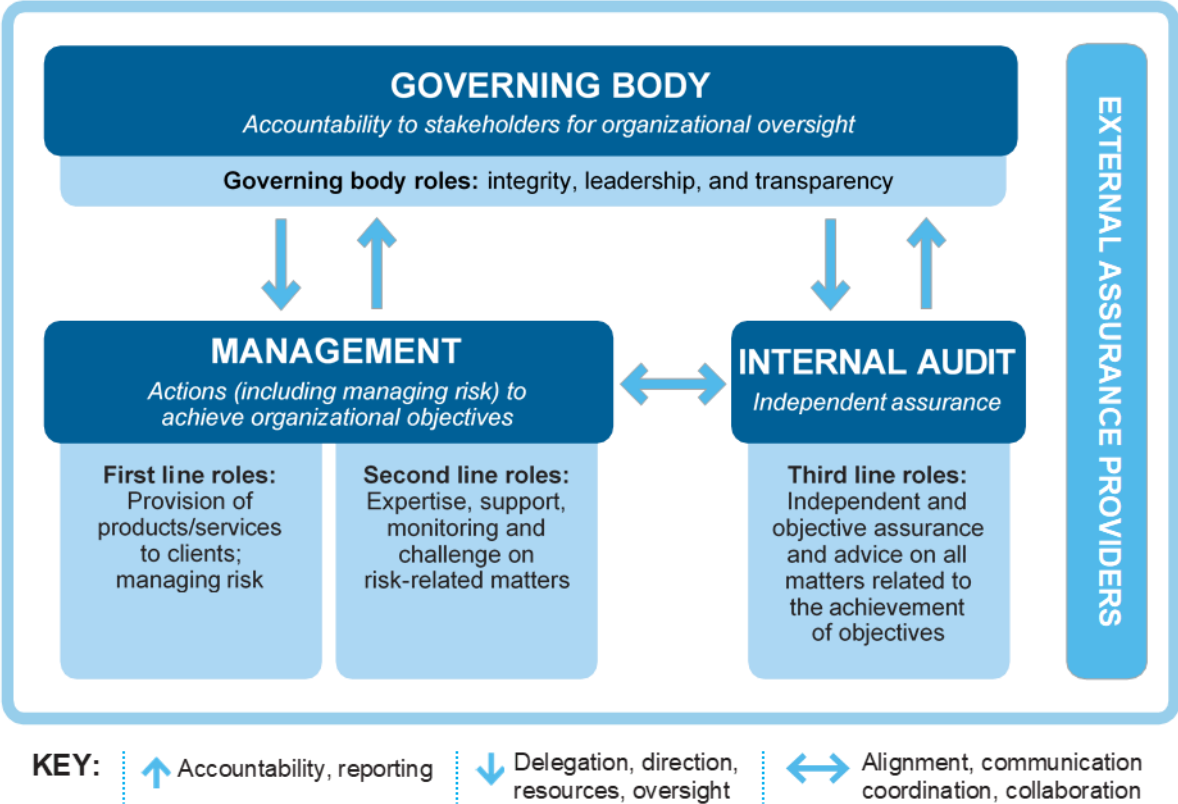 GOVERNING BODY
Accountability to stakeholders for organizational oversight
Governing body roles: integrity, leadership, and transparency
MANAGEMENT
Actions (including managing risk) to
achieve organizational objectives
First line roles:
Provision of
products/services
to clients;
managing risk
Second line roles:
Expertise, support,
monitoring and
challenge on
risk-related matters
INTERNAL AUDIT
Independent assurance
Third line roles:
Independent and
objective assurance
and advice on all
matters related to
the achievement
of objectives
EXTERNAL ASSURANCE PROVIDERS
KEY:
Accountability, reporting
Delegation, direction,
resources, oversight
Alignment, communication
coordination, collaboration